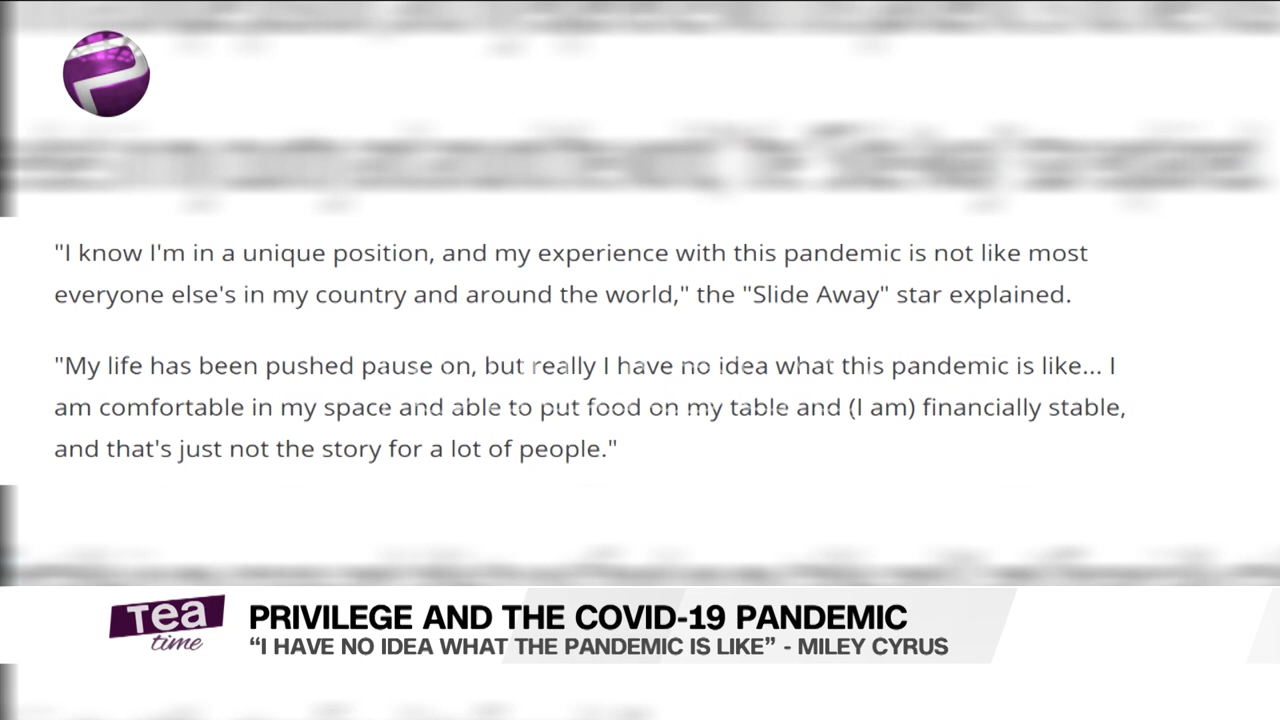 "I know I'm in a unique position, and my experience with this pandemic is not like most
everyone else's in my country and around the world," the "Slide Away" star explained.
"My life has been pushed pause on, but really I have no idea what this pandemic is like... I
am comfortable in my space and able to put food on my table and (I am) financially stable,
and that's just not the story for a lot of people."
Tea
time
PRIVILEGE AND THE COVID-19 PANDEMIC
“I HAVE NO IDEA WHAT THE PANDEMIC IS LIKE” - MILEY CYRUS